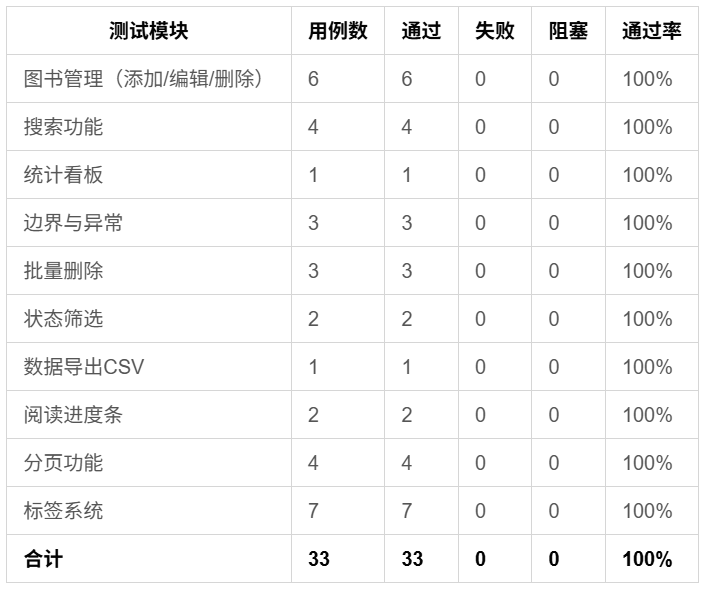 测试模块 用例数 通过 失败 阻塞 通过率
图书管理（添加/编辑/删除） 6 6 0 0 100%
搜索功能 4 4 0 0 100%
统计看板 1 1 0 0 100%
边界与异常 3 3 0 0 100%
批量删除 3 3 0 0 100%
状态筛选 2 2 0 0 100%
数据导出CSV 1 1 0 0 100%
阅读进度条 2 2 0 0 100%
分页功能 4 4 0 0 100%
标签系统 7 7 0 0 100%
合计 33 33 0 0 100%